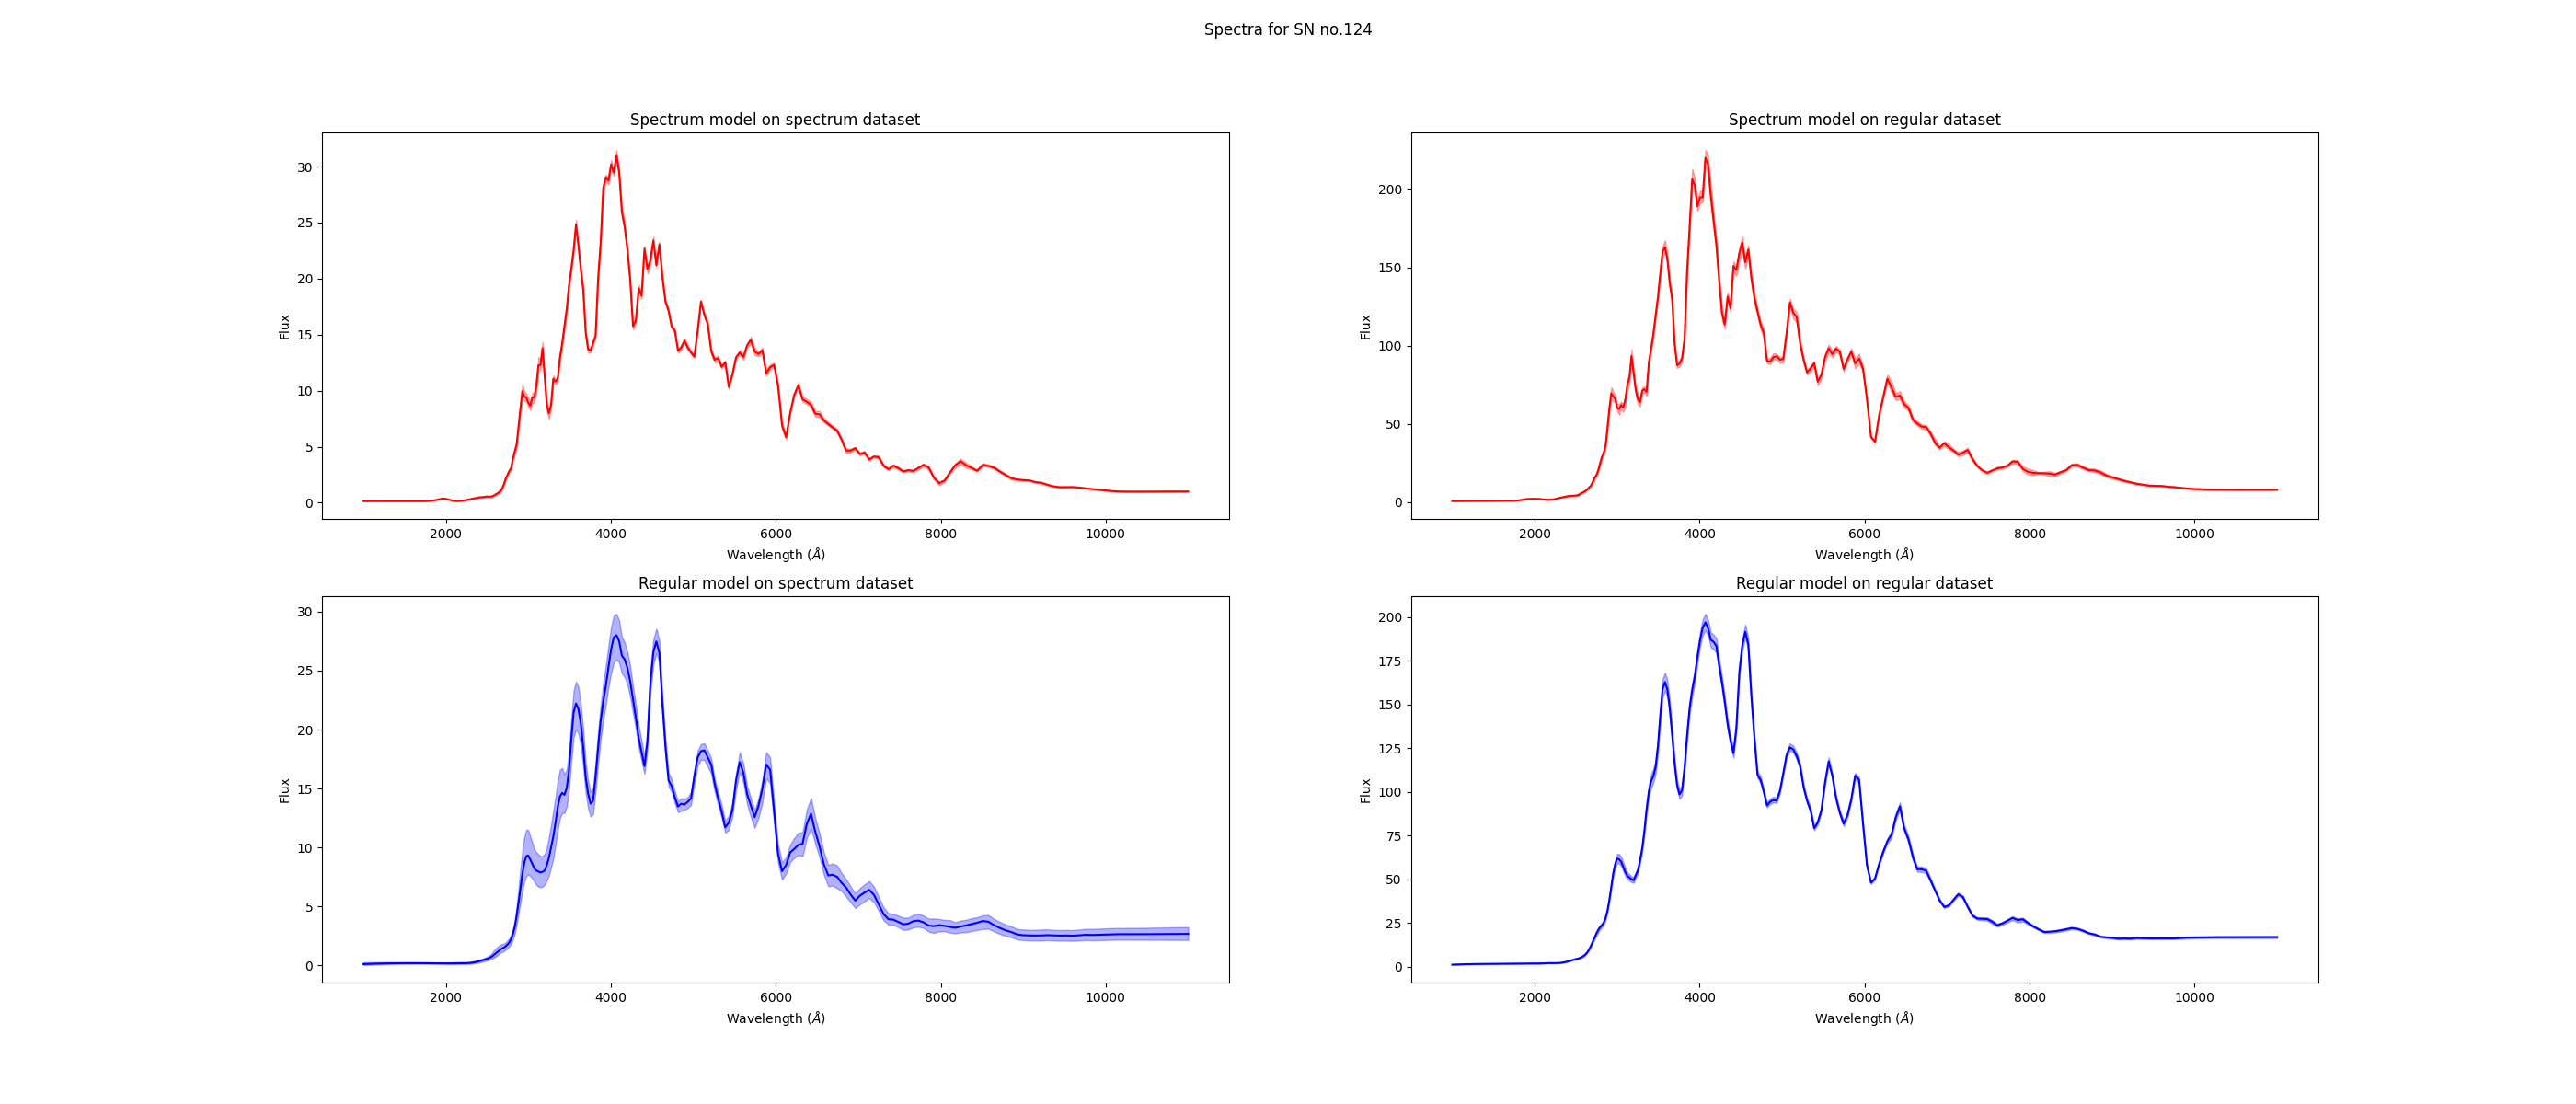 Spectra for SN no.124
Spectrum model on spectrum dataset
30
25
20
15
10
5
0
Flux
2000 4000 6000 8000 10000
Wavelength (Å)
Spectrum model on regular dataset
200
150
100
50
0
Flux
2000 4000 6000 8000 10000
Wavelength (Å)
Regular model on spectrum dataset
30
25
20
15
10
5
0
Flux
2000 4000 6000 8000 10000
Wavelength (Å)
Regular model on regular dataset
200
175
150
125
100
75
50
25
0
Flux
2000 4000 6000 8000 10000
Wavelength (Å)